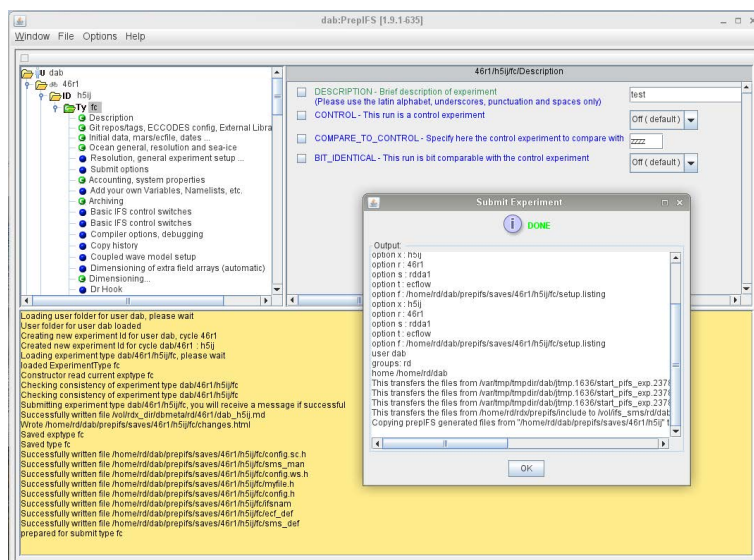 dab:PrepIFS [1.9.1-635]
Window File Options Help
U dab
46r1
ID h5ij
Ty fc
Description
Git repos/tags, ECCODES config, External Libra
Initial data, mars/ecfile, dates ...
Ocean general, resolution and sea-ice
Resolution, general experiment setup ...
Submit options
Accounting, system properties
Add your own Variables, Namelists, etc.
Archiving
Basic IFS control switches
Basic IFS control switches
Compiler options, debugging
Copy history
Coupled wave model setup
Dimensioning of extra field arrays (automatic)
Dimensioning...
Dr Hook
46r1/h5ij/fc/Description
DESCRIPTION - Brief description of experiment
(Please use the latin alphabet, underscores, punctuation and spaces only)
test
CONTROL - This run is a control experiment
Off ( default )
COMPARE_TO_CONTROL - Specify here the control experiment to compare with
zzzz
BIT_IDENTICAL - This run is bit comparable with the control experiment
Off ( default )
Submit Experiment
i DONE
Output:
option x : h5ij
option r : 46r1
option s : rdda1
option t : ecflow
option f : /home/rd/dab/prepifs/saves/46r1/h5ij/fc/setup.listing
option x : h5ij
option r : 46r1
option s : rdda1
option t : ecflow
option f : /home/rd/dab/prepifs/saves/46r1/h5ij/fc/setup.listing
user dab
groups: rd
home /home/rd/dab
This transfers the files from /var/tmp/tmpdir/dab/jtmp.1636/start_pifs_exp.2378
This transfers the files from /var/tmp/tmpdir/dab/jtmp.1636/start_pifs_exp.2378
This transfers the files from /var/tmp/tmpdir/dab/jtmp.1636/start_pifs_exp.2378
This transfers the files from /home/rd/rdx/prepifs/include to /vol/ifs_sms/rd/dab
Copying prepIFS generated files from "/home/rd/dab/prepifs/saves/46r1/h5ij" t
OK
Loading user folder for user dab, please wait
User folder for user dab loaded
Creating new experiment Id for user dab, cycle 46r1
Created new experiment Id for cycle dab/46r1 : h5ij
Loading experiment type dab/46r1/h5ij/fc, please wait
loaded ExperimentType fc
Constructor read current exptype fc
Checking consistency of experiment type dab/46r1/h5ij/fc
Checking consistency of experiment type dab/46r1/h5ij/fc
Submitting experiment type dab/46r1/h5ij/fc, you will receive a message if successful
Successfully written file /vol/rdx_dir/dbmeta/rd/46r1/dab_h5ij.md
Wrote /home/rd/dab/prepifs/saves/46r1/h5ij/fc/changes.html
Saved exptype fc
Saved type fc
Successfully written file /home/rd/dab/prepifs/saves/46r1/h5ij/fc/config.sc.h
Successfully written file /home/rd/dab/prepifs/saves/46r1/h5ij/fc/sms_man
Successfully written file /home/rd/dab/prepifs/saves/46r1/h5ij/fc/config.ws.h
Successfully written file /home/rd/dab/prepifs/saves/46r1/h5ij/fc/myfile.h
Successfully written file /home/rd/dab/prepifs/saves/46r1/h5ij/fc/config.h
Successfully written file /home/rd/dab/prepifs/saves/46r1/h5ij/fc/ifsnam
Successfully written file /home/rd/dab/prepifs/saves/46r1/h5ij/fc/ecf_def
Successfully written file /home/rd/dab/prepifs/saves/46r1/h5ij/fc/sms_def
prepared for submit type fc